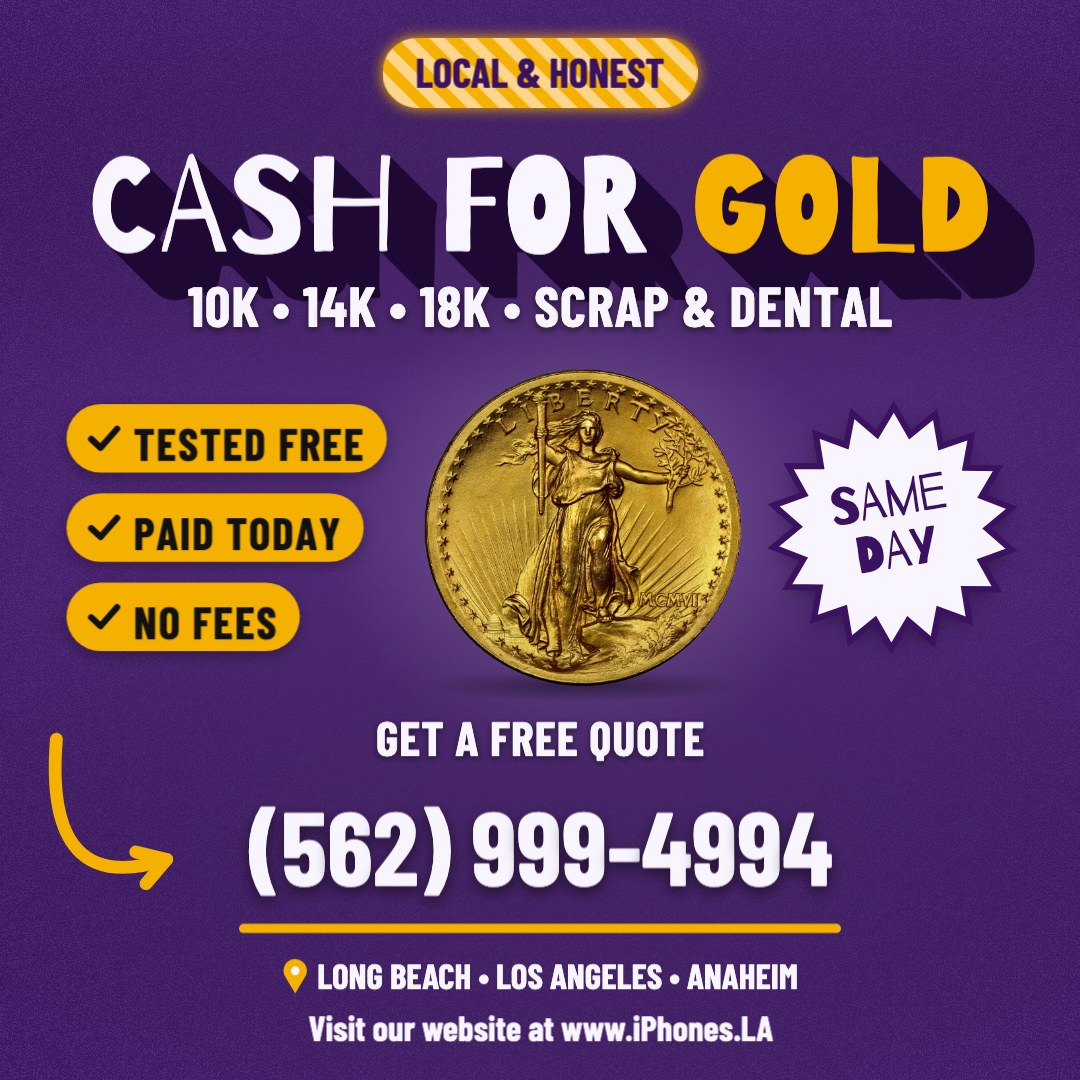 LOCAL & HONEST
CASH FOR GOLD
10K • 14K • 18K • SCRAP & DENTAL
TESTED FREE
PAID TODAY
NO FEES
LIBERTY
MCMVII
SAME
DAY
GET A FREE QUOTE
(562) 999-4994
LONG BEACH • LOS ANGELES • ANAHEIM
Visit our website at www.iPhones.LA